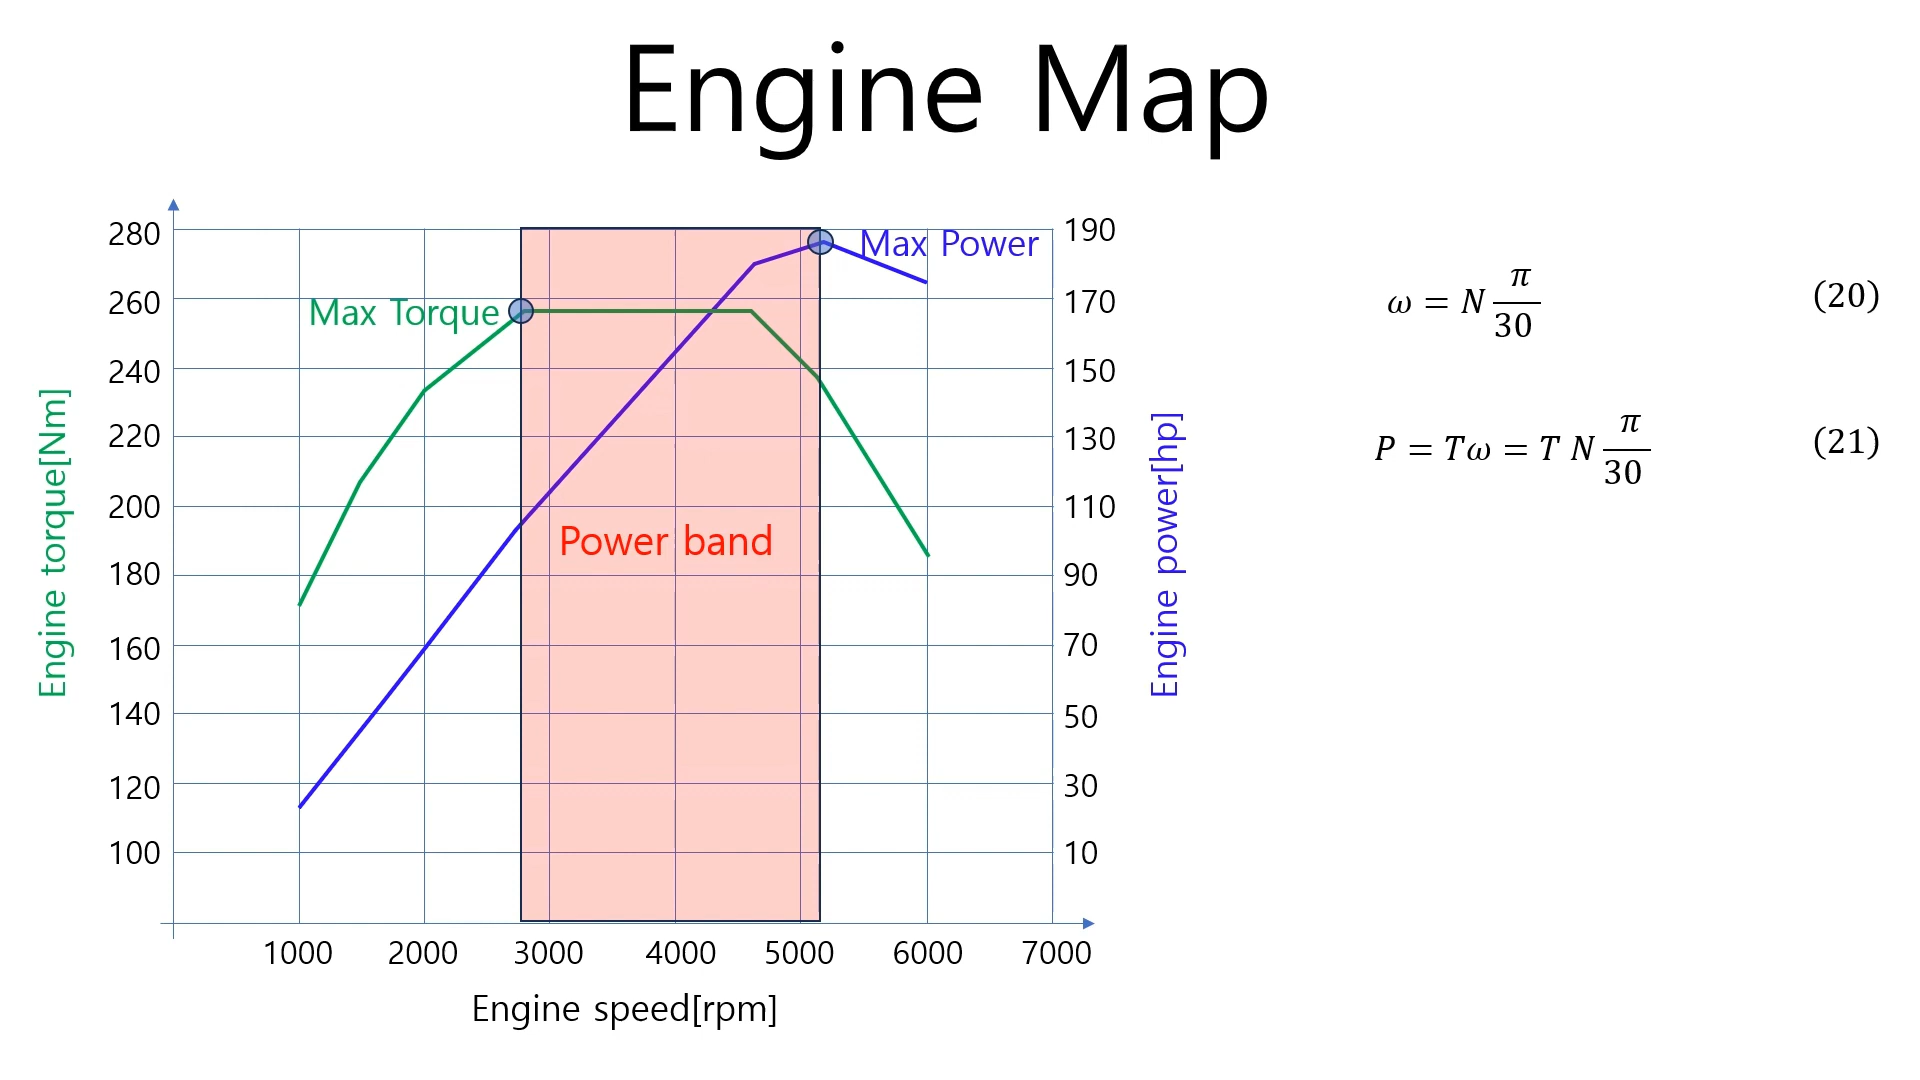 Engine Map
280
260
240
220
200
180
160
140
120
100
Engine torque[Nm]
Max Torque
Max Power
Power band
190
170
150
130
110
90
70
50
30
10
Engine power[hp]
1000 2000 3000 4000 5000 6000 7000
Engine speed[rpm]
ω = N π/30 (20)
P = Tω = T N π/30 (21)